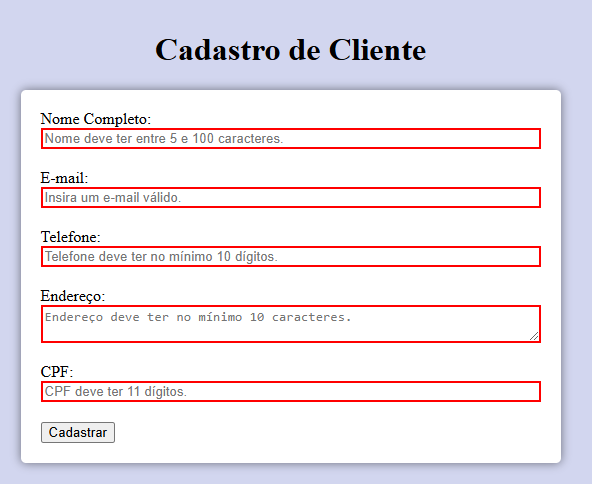 Cadastro de Cliente
Nome Completo:
Nome deve ter entre 5 e 100 caracteres.
E-mail:
Insira um e-mail válido.
Telefone:
Telefone deve ter no mínimo 10 dígitos.
Endereço:
Endereço deve ter no mínimo 10 caracteres.
CPF:
CPF deve ter 11 dígitos.
Cadastrar